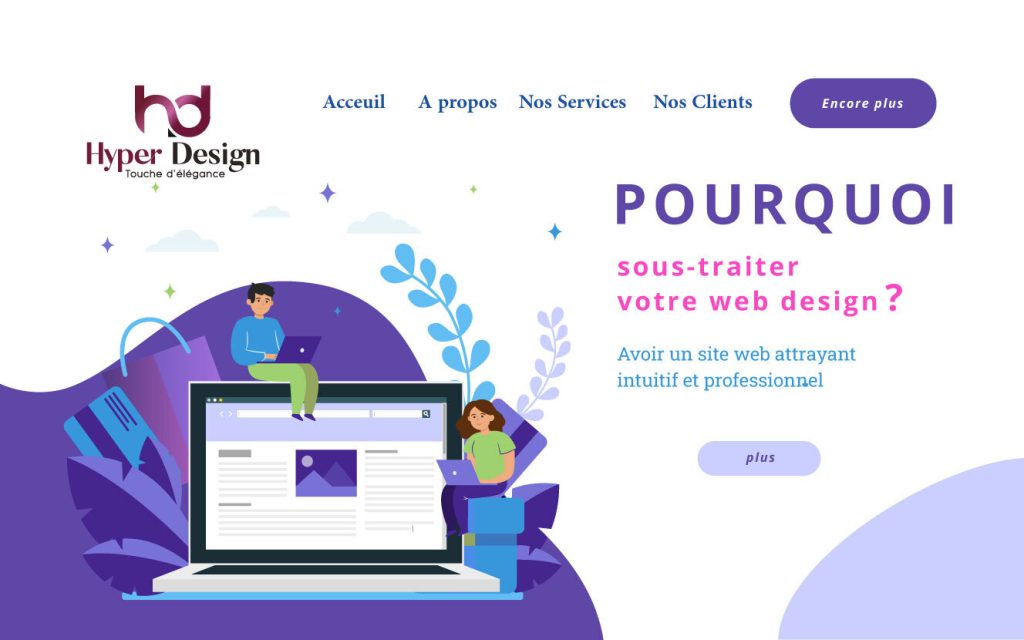 hd
Hyper Design
Touche d'élégance
Acceuil
A propos
Nos Services
Nos Clients
Encore plus
POURQUOI
sous-traiter
votre web design ?
Avoir un site web attrayant
intuitif et professionnel
plus